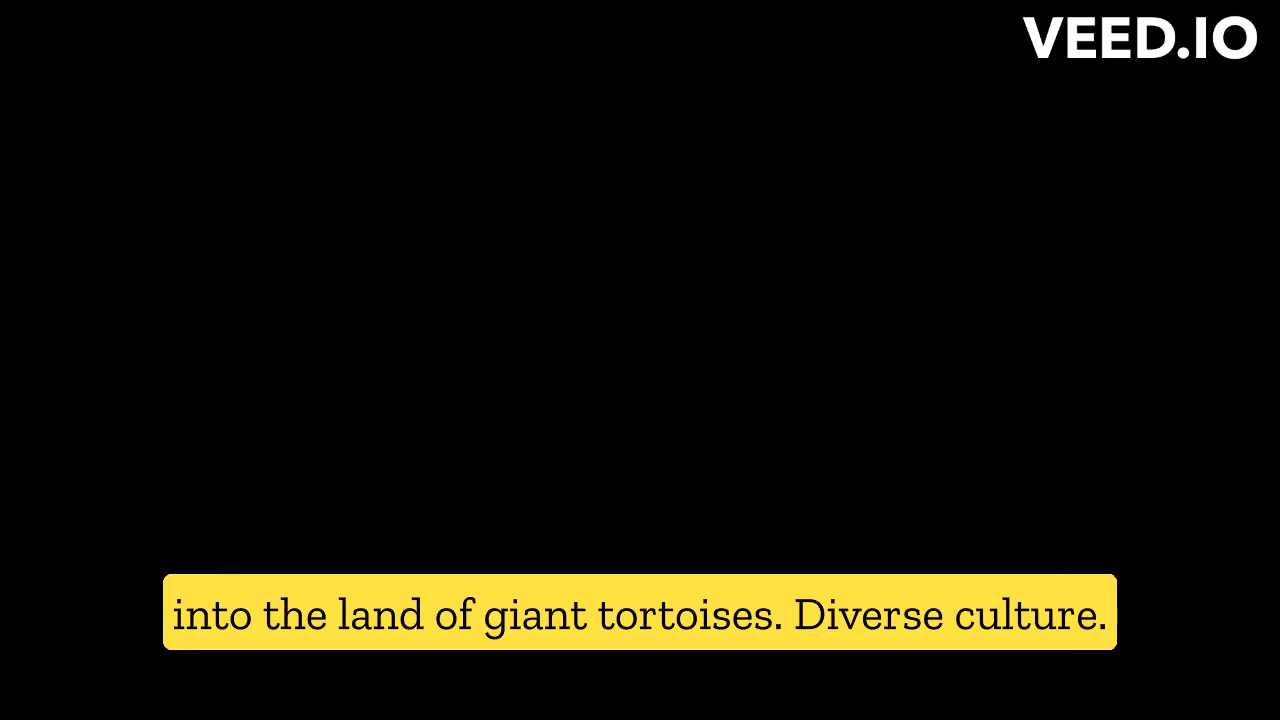 VEED.IO
into the land of giant tortoises. Diverse culture.